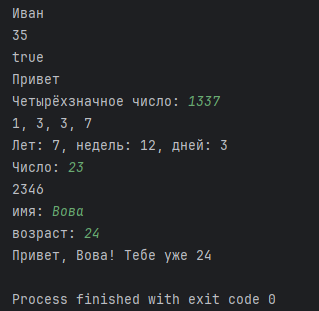 Иван
35
true
Привет
Четырёхзначное число: 1337
1, 3, 3, 7
Лет: 7, недель: 12, дней: 3
Число: 23
2346
имя: Вова
возраст: 24
Привет, Вова! Тебе уже 24
Process finished with exit code 0